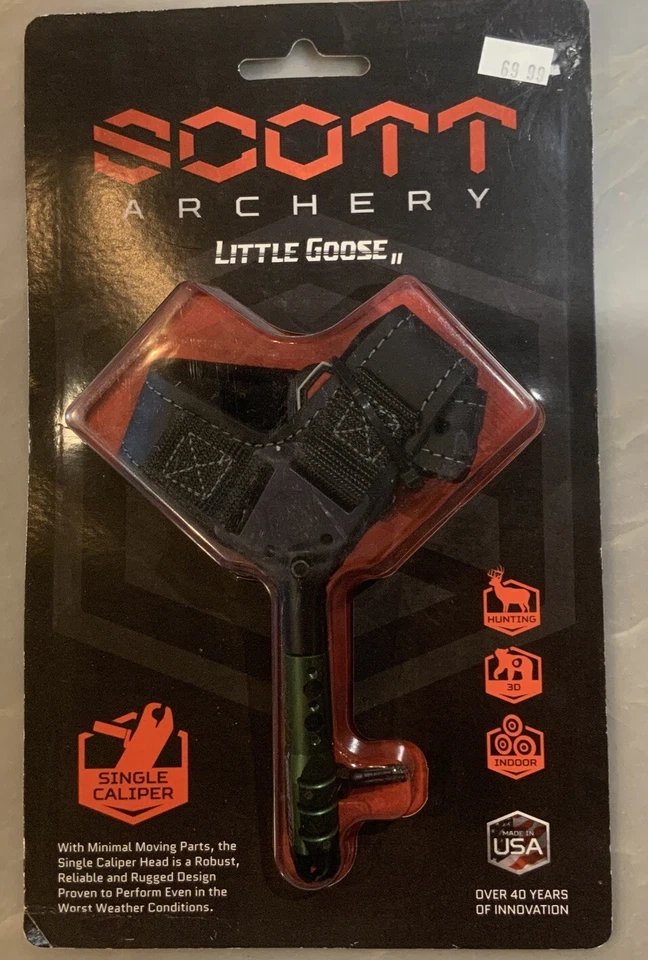 69.99
SCOTT
ARCHERY
LITTLE GOOSE II
HUNTING
3D
INDOOR
SINGLE
CALIPER
With Minimal Moving Parts, the
Single Caliper Head is a Robust,
Reliable and Rugged Design
Proven to Perform Even in the
Worst Weather Conditions.
MADE IN
USA
OVER 40 YEARS
OF INNOVATION